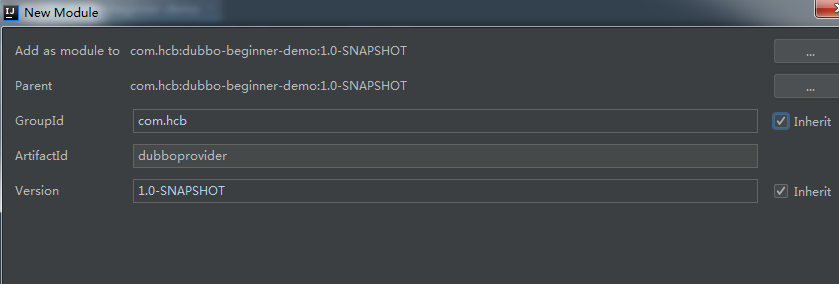 New Module
Add as module to com.hcb:dubbo-beginner-demo:1.0-SNAPSHOT ...
Parent com.hcb:dubbo-beginner-demo:1.0-SNAPSHOT ...
GroupId com.hcb Inherit
ArtifactId dubboprovider
Version 1.0-SNAPSHOT Inherit